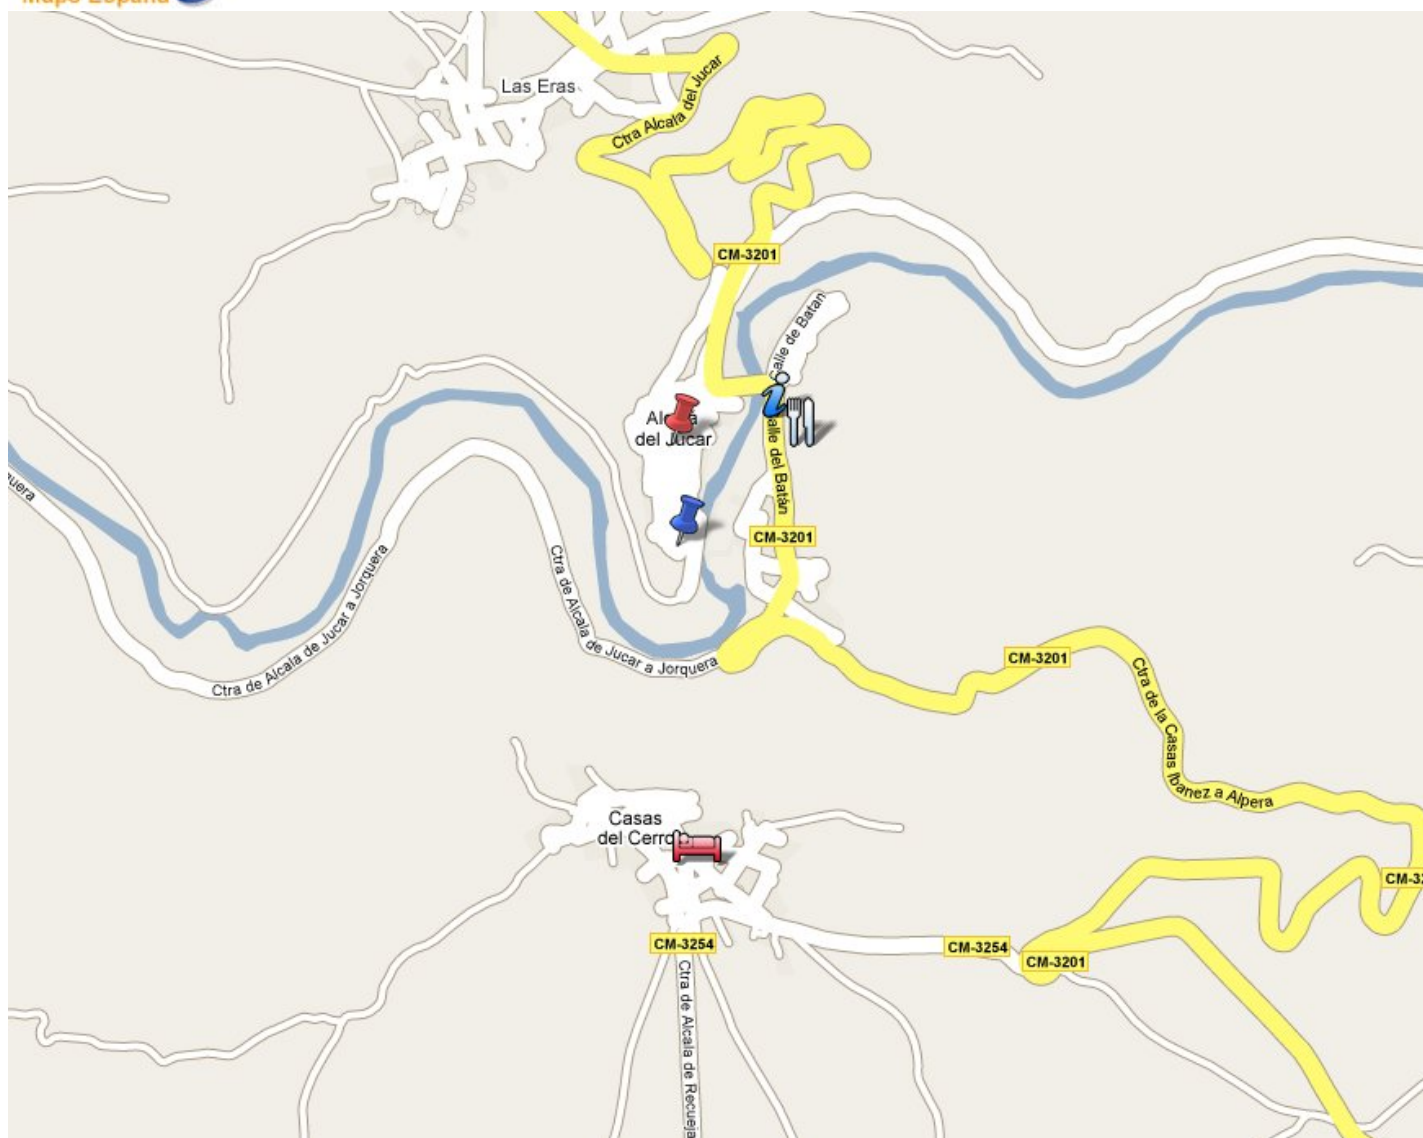 Maps España
Las Eras
Ctra Alcala del Jucar
CM-3201
Calle de Batan
del Jucar
Calle del Batán
CM-3201
Ctra de Alcala de Jucar a Jorquera
Ctra de Alcala de Jucar a Jorquera
CM-3201
Ctra de la Casas Ibanez a Alpera
Casas
del Cerro
CM-3254
CM-3254
CM-3201
Ctra de Alcala de Recueja